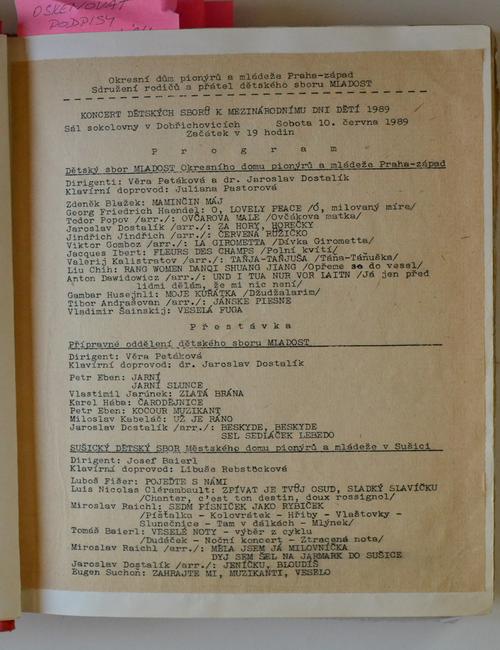 OSKENOVAT
PODPISY
Okresní dům pionýrů a mládeže Praha-západ
Sdružení rodičů a přátel dětského sboru MLADOST
KONCERT DĚTSKÝCH SBORŮ K MEZINÁRODNÍMU DNI DĚTÍ 1989
Sál sokolovny v Dobřichovicích Sobota 10. června 1989
Začátek v 19 hodin
P r o g r a m
Dětský sbor MLADOST Okresního domu pionýrů a mládeže Praha-západ
Dirigenti: Věra Petáková a dr. Jaroslav Dostalík
Klavírní doprovod: Juliana Pastorová
Zdeněk Blažek: MAMINČIN MÁJ
Georg Friedrich Haendel: O, LOVELY PEACE /Ó, milovaný míre/
Todor Popov /arr./: OVČAROVA MALE /Ovčákova matka/
Jaroslav Dostalík /arr./: ZA HORY, HOREČKY
Jindřich Jindřich /arr./: ČERVENÁ RŮŽIČKO
Viktor Gomboz /arr./: LA GIROMETTA /Dívka Girometta/
Jacques Ibert: FLEURS DES CHAMPS /Polní kvítí/
Valerij Kalistratov /arr./: TAŇJA-TAŇJUŠA /Táňa-Táňuška/
Liu Chih: RANG WOMEN DANQI SHUANG JIANG /Opřeme se do vesel/
Anton Dawidowicz /arr./: UND I TUA NUR VOR LAITN /Já jen před
lidmi dělám, že mi nic není/
Gambar Husejnli: MOJE KUŘÁTKA /Džudžalarim/
Tibor Andrašovan /arr./: JÁNSKE PIESNE
Vladimir Šainskij: VESELÁ FUGA
P ř e s t á v k a
Přípravné oddělení dětského sboru MLADOST
Dirigent: Věra Petáková
Klavírní doprovod: dr. Jaroslav Dostalík
Petr Eben: JARNÍ
JARNÍ SLUNCE
Vlastimil Jarůnek: ZLATÁ BRÁNA
Karel Hába: ČARODĚJNICE
Petr Eben: KOCOUR MUZIKANT
Miloslav Kabeláč: UŽ JE RÁNO
Jaroslav Dostalík /arr./: BESKYDE, BESKYDE
SEL SEDLÁČEK LEBEDO
SUŠICKÝ DĚTSKÝ SBOR Městského domu pionýrů a mládeže v Sušici
Dirigent: Josef Baierl
Klavírní doprovod: Libuše Rebstöcková
Luboš Fišer: POJEĎTE S NÁMI
Luis Nicolas Clérambault: ZPÍVAT JE TVŮJ OSUD, SLADKÝ SLAVÍČKU
/Chanter, c'est ton destin, doux rossignol/
Miroslav Raichl: SEDM PÍSNIČEK JAKO RYBIČEK
/Píšťalka - Kolovrátek - Hřiby - Vlaštovky -
Slunečnice - Tam v dálkách - Mlýnek/
Tomáš Baierl: VESELÉ NOTY - výběr z cyklu
/Dudáček - Noční koncert - Ztracená nota/
Miroslav Raichl /arr./: MĚLA JSEM JÁ MILOVNÍČKA
DYJ SEM ŠEL NA JARMARK DO SUŠICE
Jaroslav Dostalík /arr./: JENÍČKU, BLOUDÍŠ
Eugen Suchoň: ZAHRAJTE MI, MUZIKANTI, VESELO